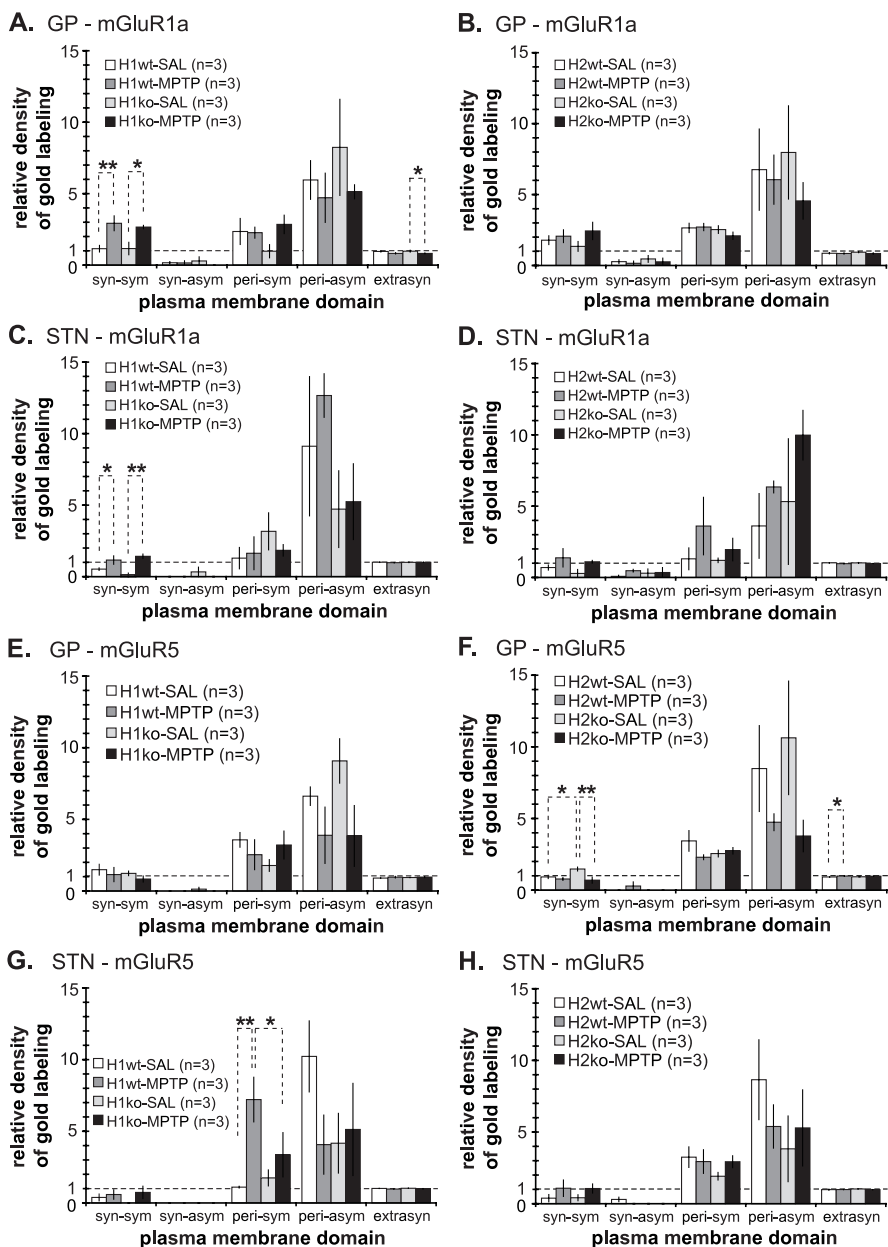 A. GP - mGluR1a
relative density of gold labeling
15
10
5
1
0
H1wt-SAL (n=3)
H1wt-MPTP (n=3)
H1ko-SAL (n=3)
H1ko-MPTP (n=3)
** * *
syn-sym syn-asym peri-sym peri-asym extrasyn
plasma membrane domain
B. GP - mGluR1a
relative density of gold labeling
15
10
5
1
0
H2wt-SAL (n=3)
H2wt-MPTP (n=3)
H2ko-SAL (n=3)
H2ko-MPTP (n=3)
syn-sym syn-asym peri-sym peri-asym extrasyn
plasma membrane domain
C. STN - mGluR1a
relative density of gold labeling
15
10
5
1
0
H1wt-SAL (n=3)
H1wt-MPTP (n=3)
H1ko-SAL (n=3)
H1ko-MPTP (n=3)
* **
syn-sym syn-asym peri-sym peri-asym extrasyn
plasma membrane domain
D. STN - mGluR1a
relative density of gold labeling
15
10
5
1
0
H2wt-SAL (n=3)
H2wt-MPTP (n=3)
H2ko-SAL (n=3)
H2ko-MPTP (n=3)
syn-sym syn-asym peri-sym peri-asym extrasyn
plasma membrane domain
E. GP - mGluR5
relative density of gold labeling
15
10
5
1
0
H1wt-SAL (n=3)
H1wt-MPTP (n=3)
H1ko-SAL (n=3)
H1ko-MPTP (n=3)
syn-sym syn-asym peri-sym peri-asym extrasyn
plasma membrane domain
F. GP - mGluR5
relative density of gold labeling
15
10
5
1
0
H2wt-SAL (n=3)
H2wt-MPTP (n=3)
H2ko-SAL (n=3)
H2ko-MPTP (n=3)
* ** *
syn-sym syn-asym peri-sym peri-asym extrasyn
plasma membrane domain
G. STN - mGluR5
relative density of gold labeling
15
10
5
1
0
H1wt-SAL (n=3)
H1wt-MPTP (n=3)
H1ko-SAL (n=3)
H1ko-MPTP (n=3)
** *
syn-sym syn-asym peri-sym peri-asym extrasyn
plasma membrane domain
H. STN - mGluR5
relative density of gold labeling
15
10
5
1
0
H2wt-SAL (n=3)
H2wt-MPTP (n=3)
H2ko-SAL (n=3)
H2ko-MPTP (n=3)
syn-sym syn-asym peri-sym peri-asym extrasyn
plasma membrane domain